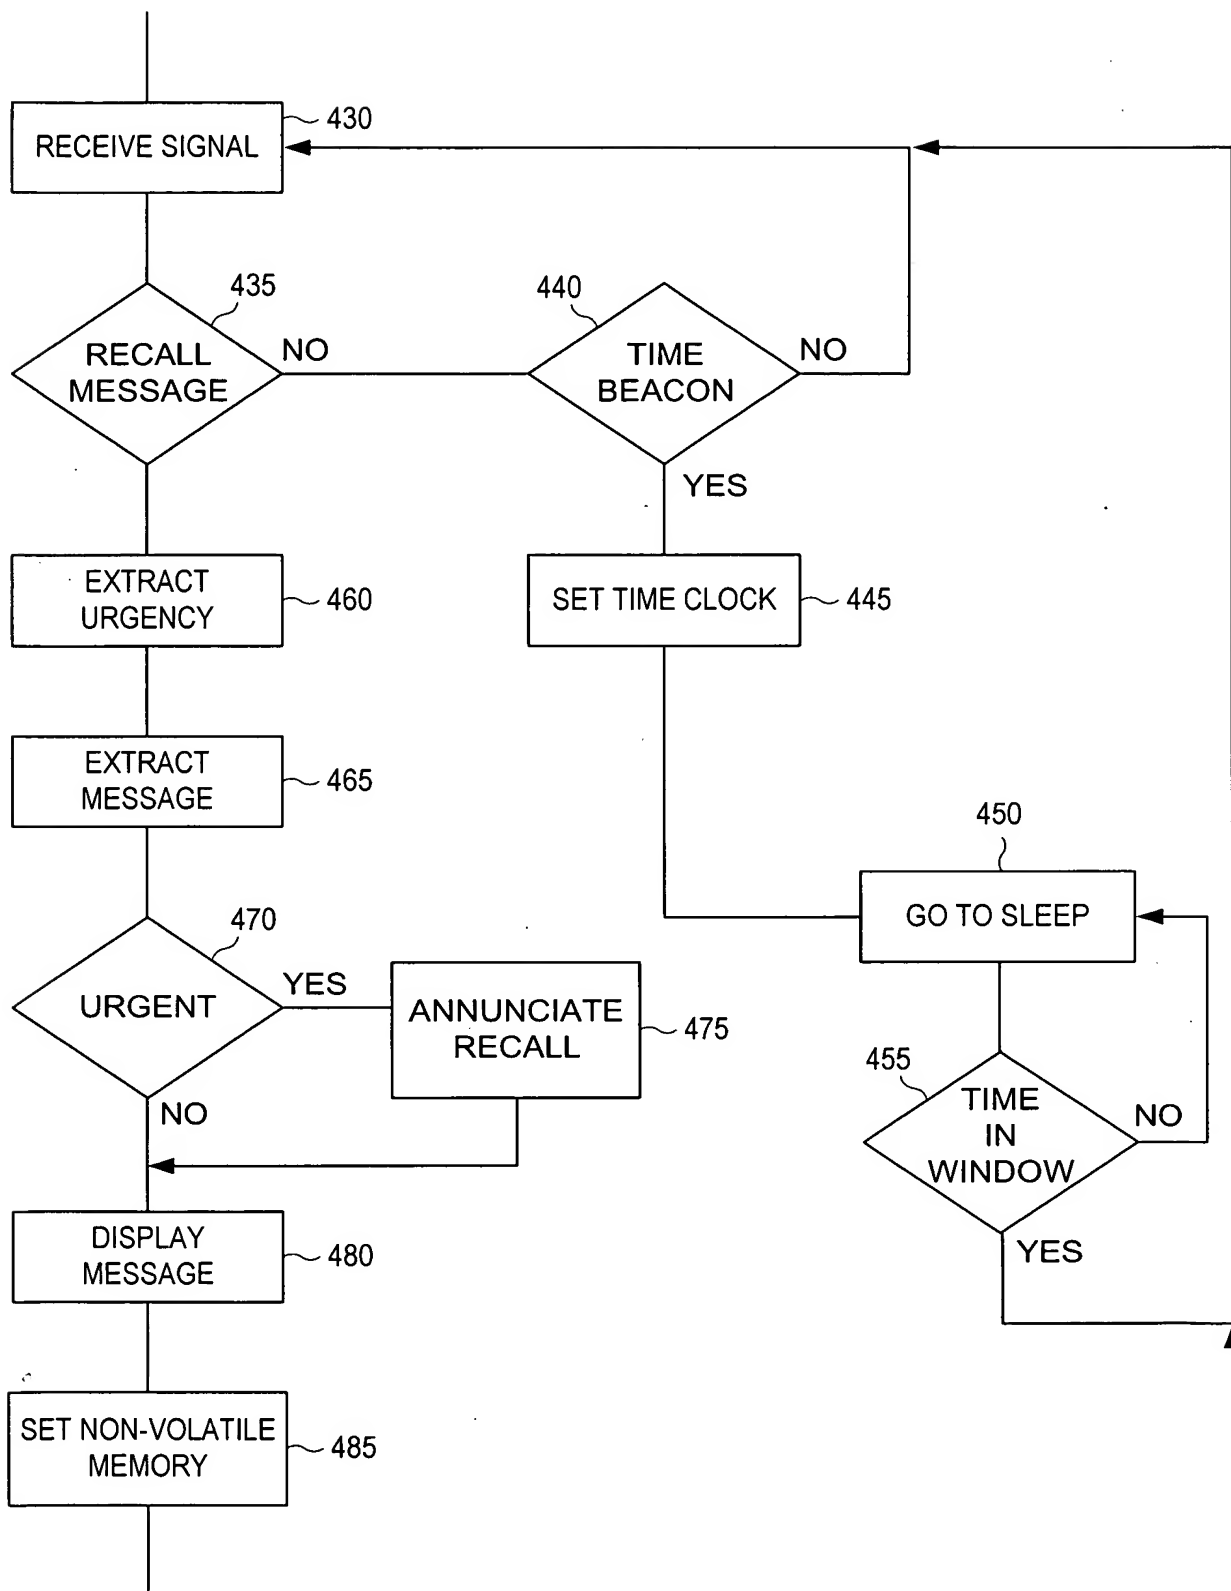 430
RECEIVE SIGNAL
435
RECALL
MESSAGE
NO
440
TIME
BEACON
NO
YES
EXTRACT
URGENCY
460
SET TIME CLOCK
445
EXTRACT
MESSAGE
465
450
GO TO SLEEP
470
URGENT
YES
ANNUNCIATE
RECALL
475
NO
455
TIME
IN
WINDOW
NO
YES
DISPLAY
MESSAGE
480
SET NON-VOLATILE
MEMORY
485